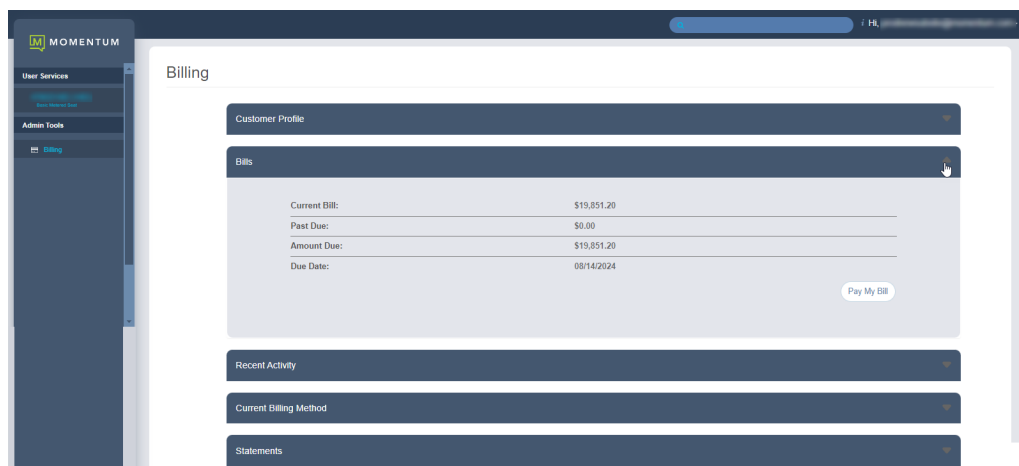 Hi,
M MOMENTUM
User Services
Admin Tools
Billing
Billing
Customer Profile
Bills
Current Bill: $19,851.20
Past Due: $0.00
Amount Due: $19,851.20
Due Date: 08/14/2024
Pay My Bill
Recent Activity
Current Billing Method
Statements